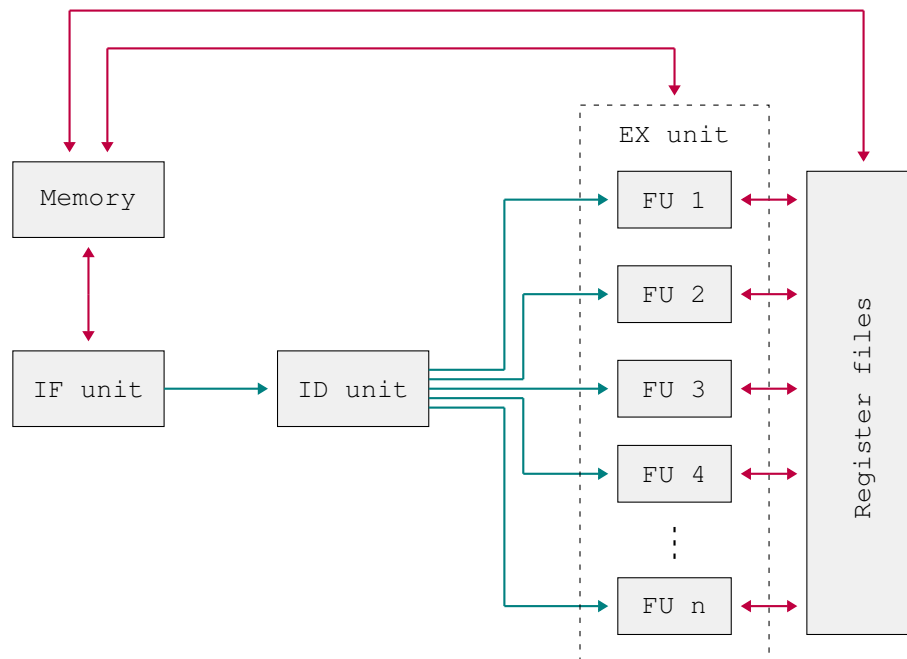 EX unit
Memory
FU 1
FU 2
IF unit
ID unit
FU 3
FU 4
FU n
Register files